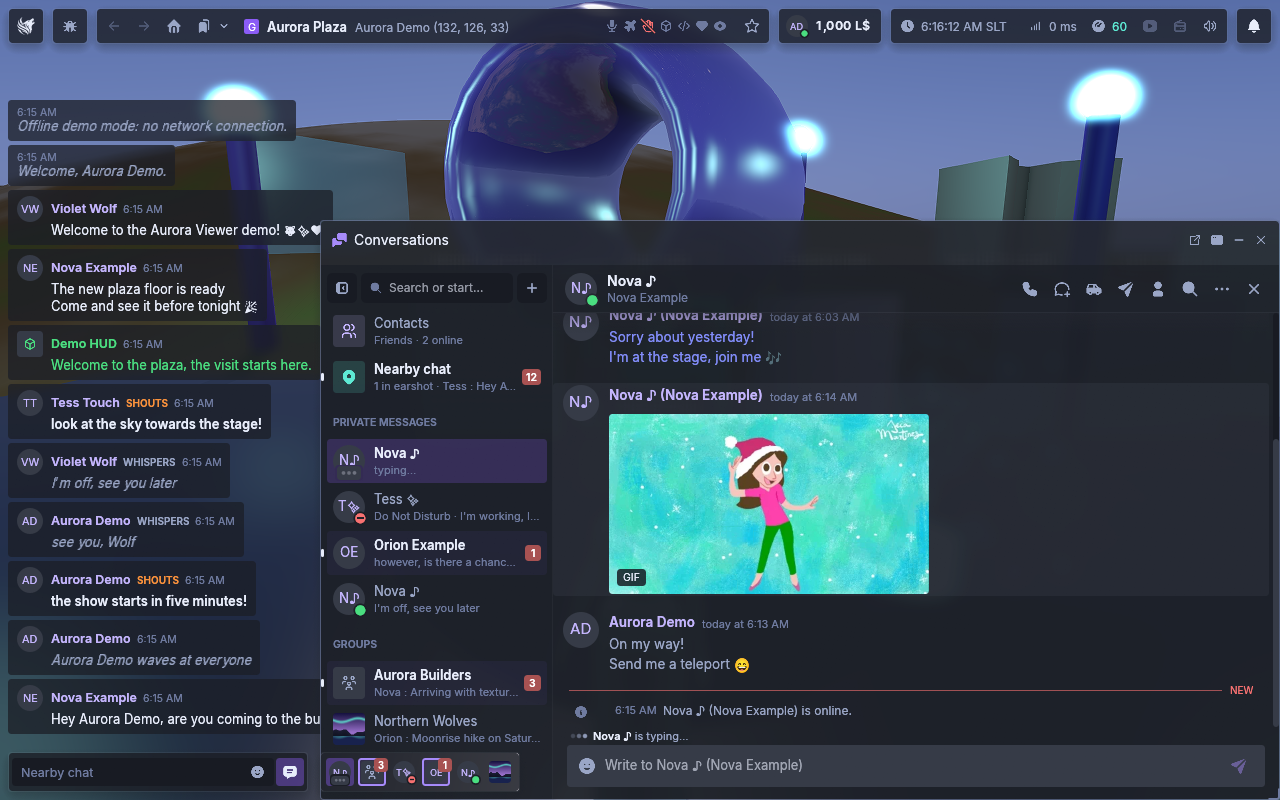 Aurora Plaza Aurora Demo (132, 126, 33)
AD 1,000 L$
6:16:12 AM SLT 0 ms 60
6:15 AM
Offline demo mode: no network connection.
6:15 AM
Welcome, Aurora Demo.
VW Violet Wolf 6:15 AM
Welcome to the Aurora Viewer demo!
NE Nova Example 6:15 AM
The new plaza floor is ready
Come and see it before tonight 🎉
Demo HUD 6:15 AM
Welcome to the plaza, the visit starts here.
TT Tess Touch SHOUTS 6:15 AM
look at the sky towards the stage!
VW Violet Wolf WHISPERS 6:15 AM
I'm off, see you later
AD Aurora Demo WHISPERS 6:15 AM
see you, Wolf
AD Aurora Demo SHOUTS 6:15 AM
the show starts in five minutes!
AD Aurora Demo 6:15 AM
Aurora Demo waves at everyone
NE Nova Example 6:15 AM
Hey Aurora Demo, are you coming to the bu
Nearby chat
Conversations
Search or start...
Contacts
Friends · 2 online
Nearby chat
1 in earshot · Tess : Hey A...
12
PRIVATE MESSAGES
N♪ Nova ♪
typing...
T✨ Tess ✨
Do Not Disturb · I'm working, I...
OE Orion Example
however, is there a chanc...
1
N♪ Nova ♪
I'm off, see you later
GROUPS
Aurora Builders
Nova : Arriving with textur...
3
Northern Wolves
Orion : Moonrise hike on Satur...
N♪ 3 T✨ OE 1 N♪
N♪ Nova ♪
Nova Example
N♪ Nova ♪ (Nova Example) today at 6:03 AM
Sorry about yesterday!
I'm at the stage, join me 🎶
N♪ Nova ♪ (Nova Example) today at 6:14 AM
GIF
AD Aurora Demo today at 6:13 AM
On my way!
Send me a teleport 😄
NEW
6:15 AM Nova ♪ (Nova Example) is online.
Nova ♪ is typing...
Write to Nova ♪ (Nova Example)